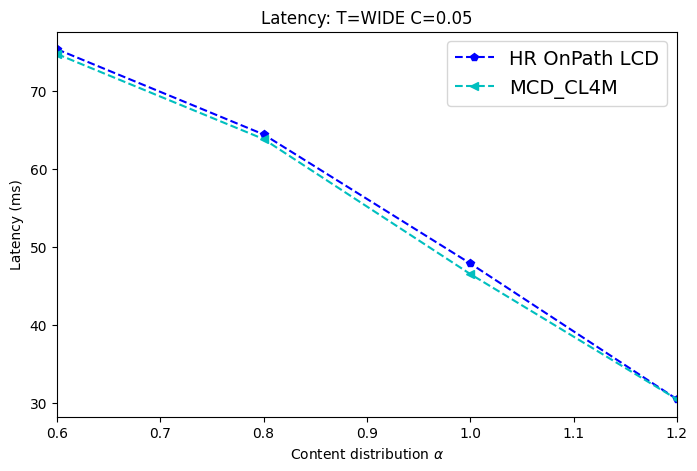 Latency: T=WIDE C=0.05
HR OnPath LCD
MCD_CL4M
Latency (ms)
70
60
50
40
30
0.6 0.7 0.8 0.9 1.0 1.1 1.2
Content distribution α